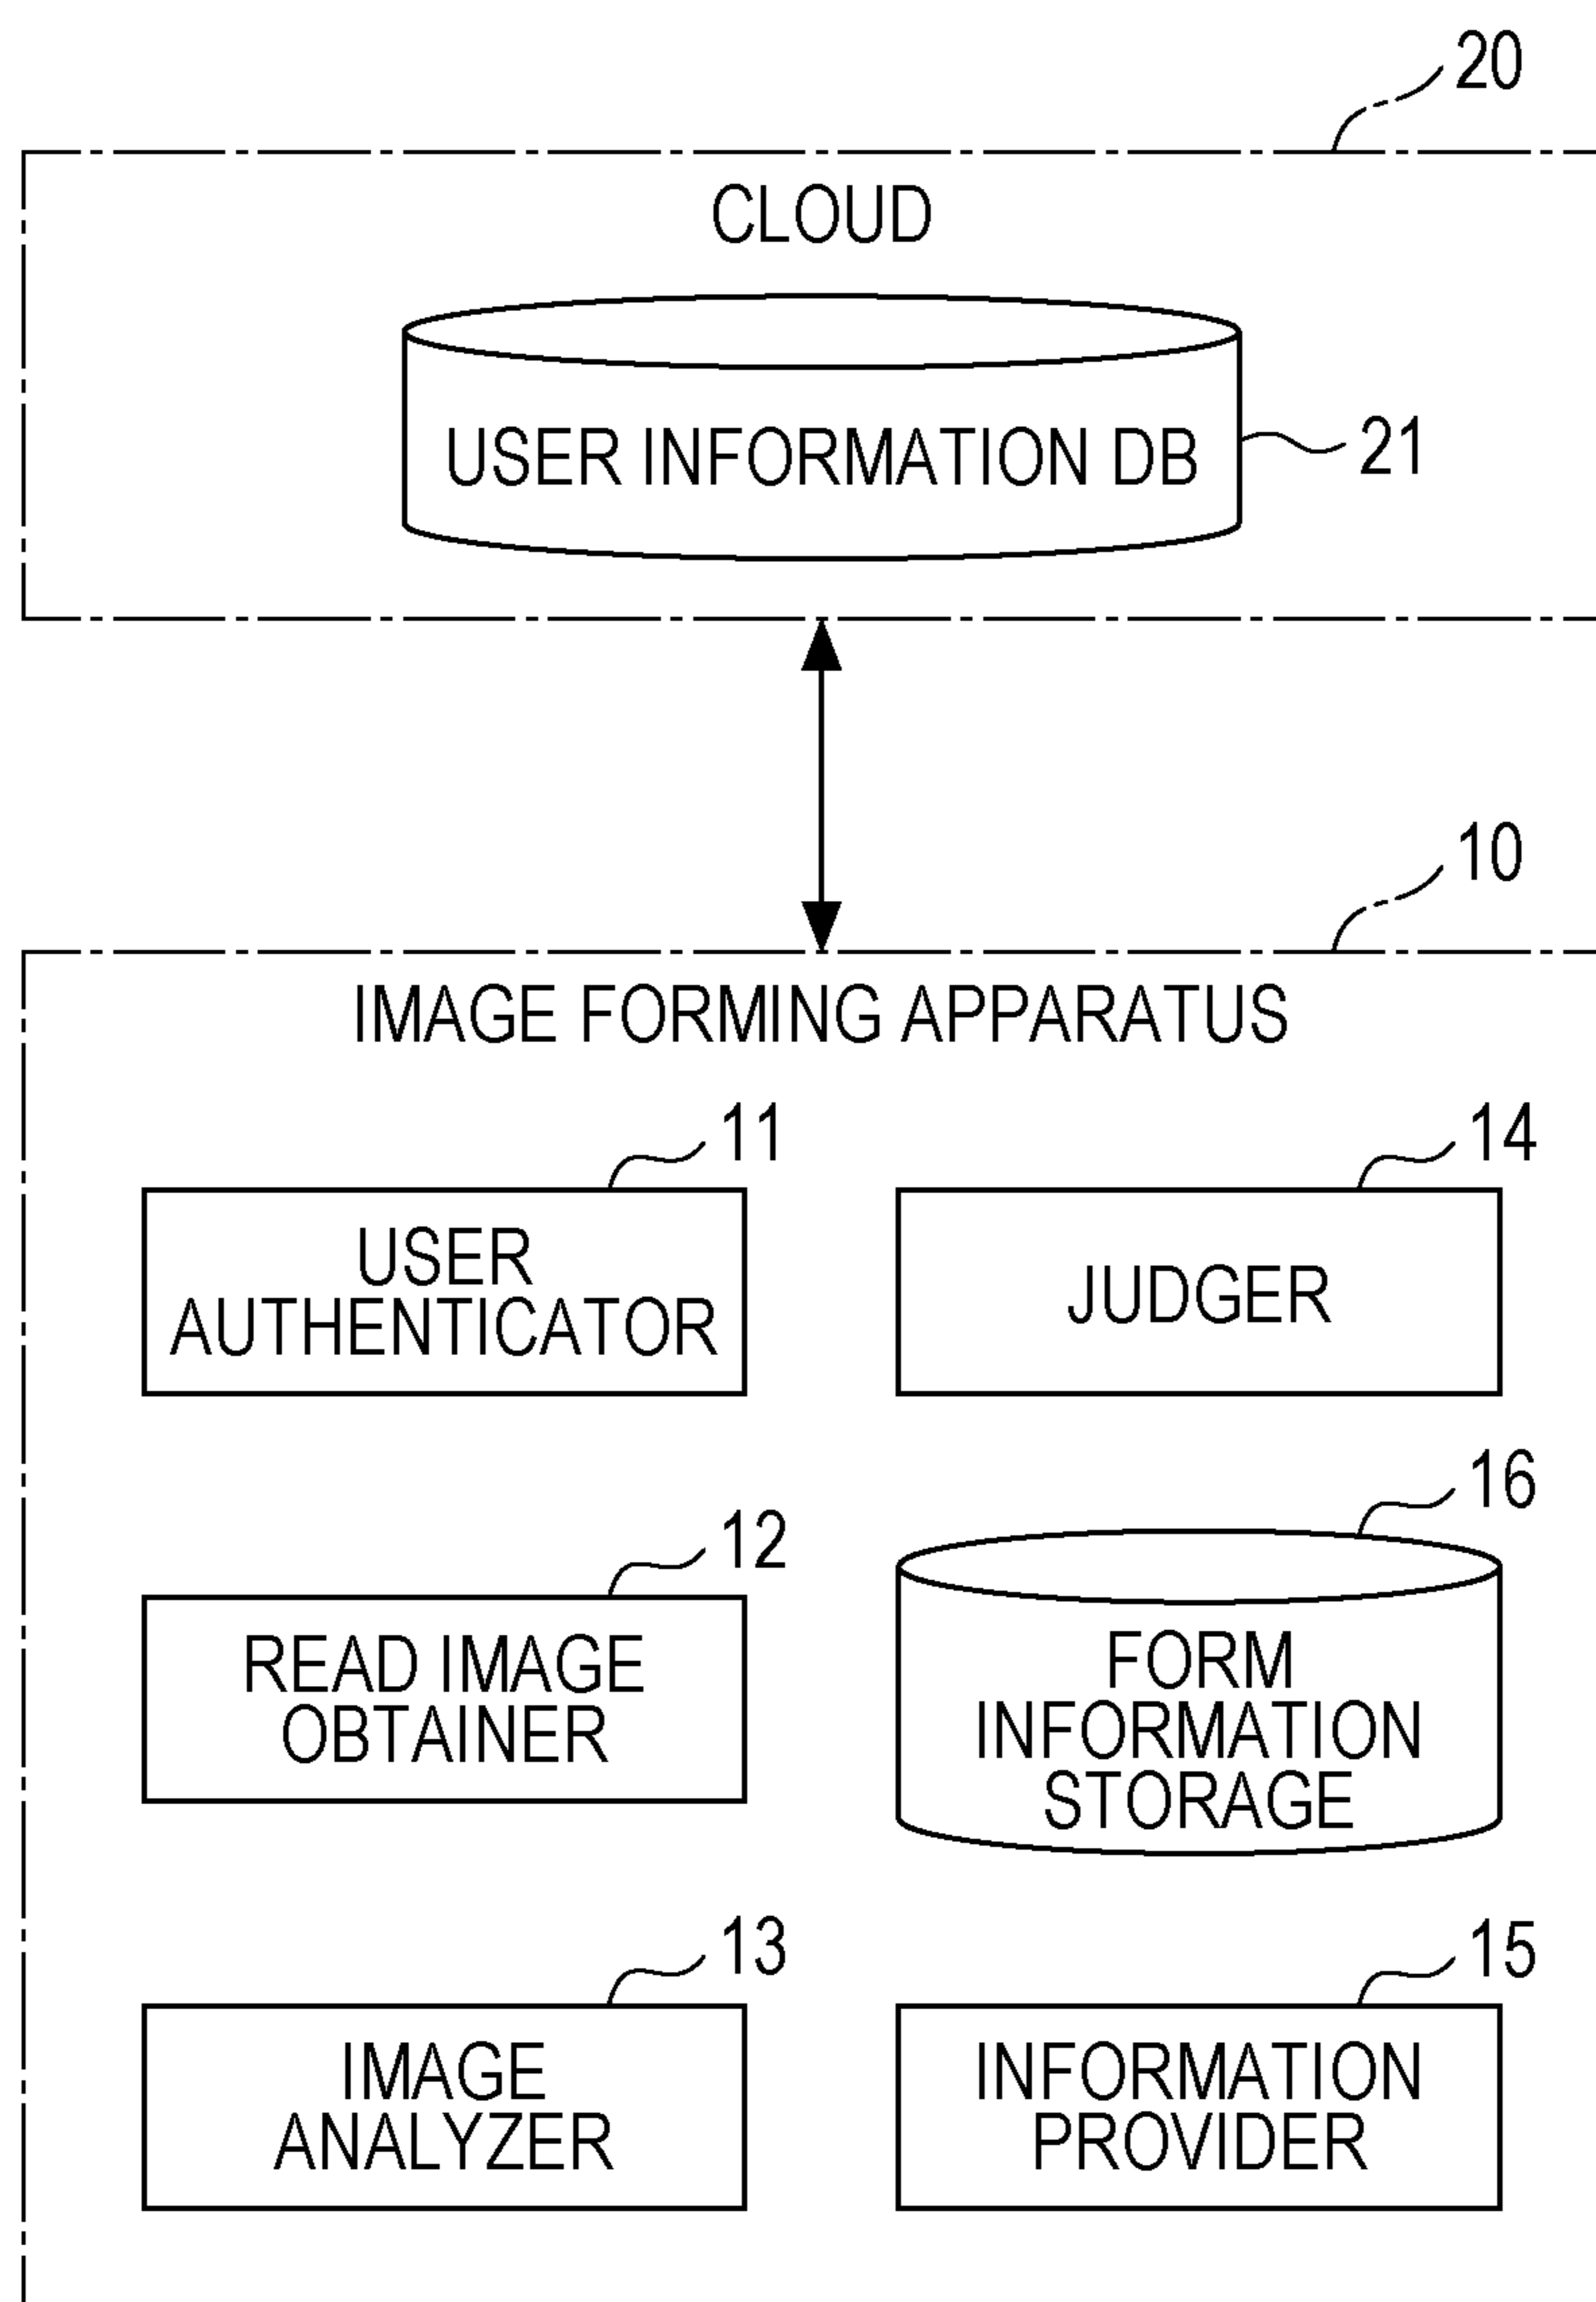 20
CLOUD
USER INFORMATION DB
21
10
IMAGE FORMING APPARATUS
11
USER
AUTHENTICATOR
14
JUDGER
12
READ IMAGE
OBTAINER
16
FORM
INFORMATION
STORAGE
13
IMAGE
ANALYZER
15
INFORMATION
PROVIDER